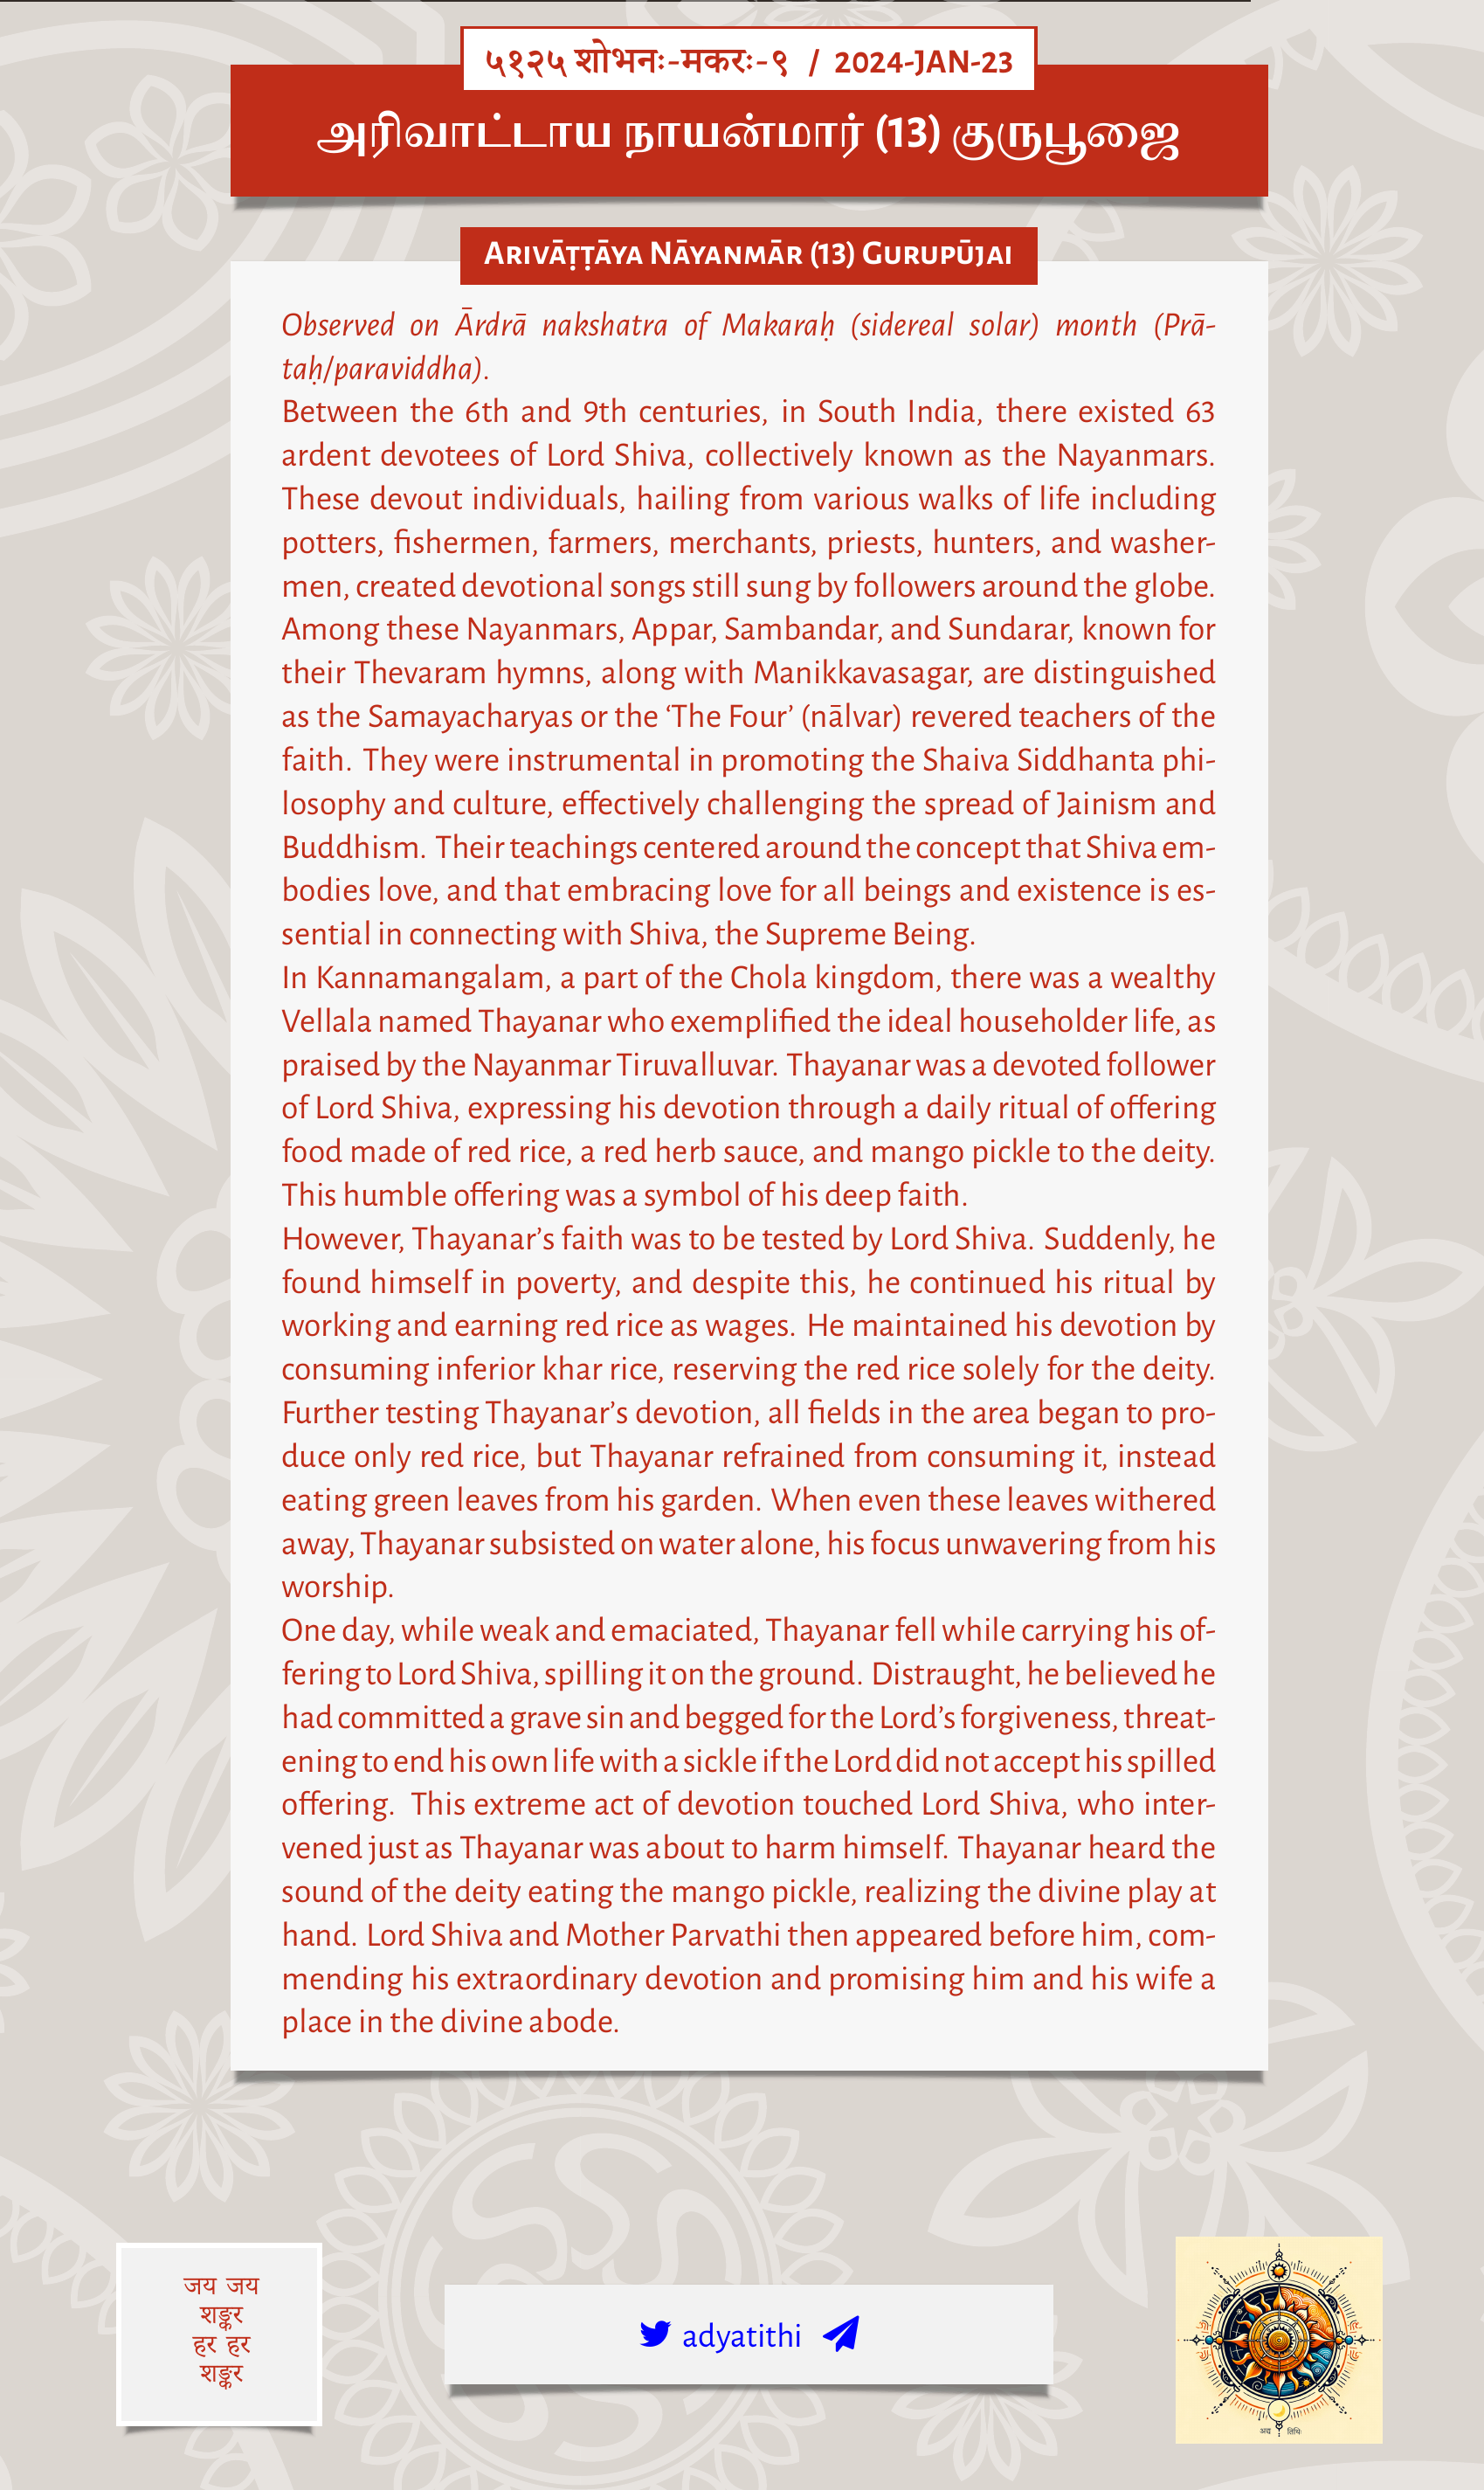 ५१२५ शोभनः-मकरः-९ / 2024-JAN-23
அரிவாட்டாய நாயன்மார் (13) குருபூஜை
Arivāṭṭāya Nāyanmār (13) Gurupūjai
Observed on Ārdrā nakshatra of Makaraḥ (sidereal solar) month (Prā-
taḥ/paraviddha).
Between the 6th and 9th centuries, in South India, there existed 63
ardent devotees of Lord Shiva, collectively known as the Nayanmars.
These devout individuals, hailing from various walks of life including
potters, fishermen, farmers, merchants, priests, hunters, and washer-
men, created devotional songs still sung by followers around the globe.
Among these Nayanmars, Appar, Sambandar, and Sundarar, known for
their Thevaram hymns, along with Manikkavasagar, are distinguished
as the Samayacharyas or the ‘The Four’ (nālvar) revered teachers of the
faith. They were instrumental in promoting the Shaiva Siddhanta phi-
losophy and culture, effectively challenging the spread of Jainism and
Buddhism. Their teachings centered around the concept that Shiva em-
bodies love, and that embracing love for all beings and existence is es-
sential in connecting with Shiva, the Supreme Being.
In Kannamangalam, a part of the Chola kingdom, there was a wealthy
Vellala named Thayanar who exemplified the ideal householder life, as
praised by the Nayanmar Tiruvalluvar. Thayanar was a devoted follower
of Lord Shiva, expressing his devotion through a daily ritual of offering
food made of red rice, a red herb sauce, and mango pickle to the deity.
This humble offering was a symbol of his deep faith.
However, Thayanar’s faith was to be tested by Lord Shiva. Suddenly, he
found himself in poverty, and despite this, he continued his ritual by
working and earning red rice as wages. He maintained his devotion by
consuming inferior khar rice, reserving the red rice solely for the deity.
Further testing Thayanar’s devotion, all fields in the area began to pro-
duce only red rice, but Thayanar refrained from consuming it, instead
eating green leaves from his garden. When even these leaves withered
away, Thayanar subsisted on water alone, his focus unwavering from his
worship.
One day, while weak and emaciated, Thayanar fell while carrying his of-
fering to Lord Shiva, spilling it on the ground. Distraught, he believed he
had committed a grave sin and begged for the Lord’s forgiveness, threat-
ening to end his own life with a sickle if the Lord did not accept his spilled
offering. This extreme act of devotion touched Lord Shiva, who inter-
vened just as Thayanar was about to harm himself. Thayanar heard the
sound of the deity eating the mango pickle, realizing the divine play at
hand. Lord Shiva and Mother Parvathi then appeared before him, com-
mending his extraordinary devotion and promising him and his wife a
place in the divine abode.
जय जय
शङ्कर
हर हर
शङ्कर
adyatithi
अद्य तिथिः